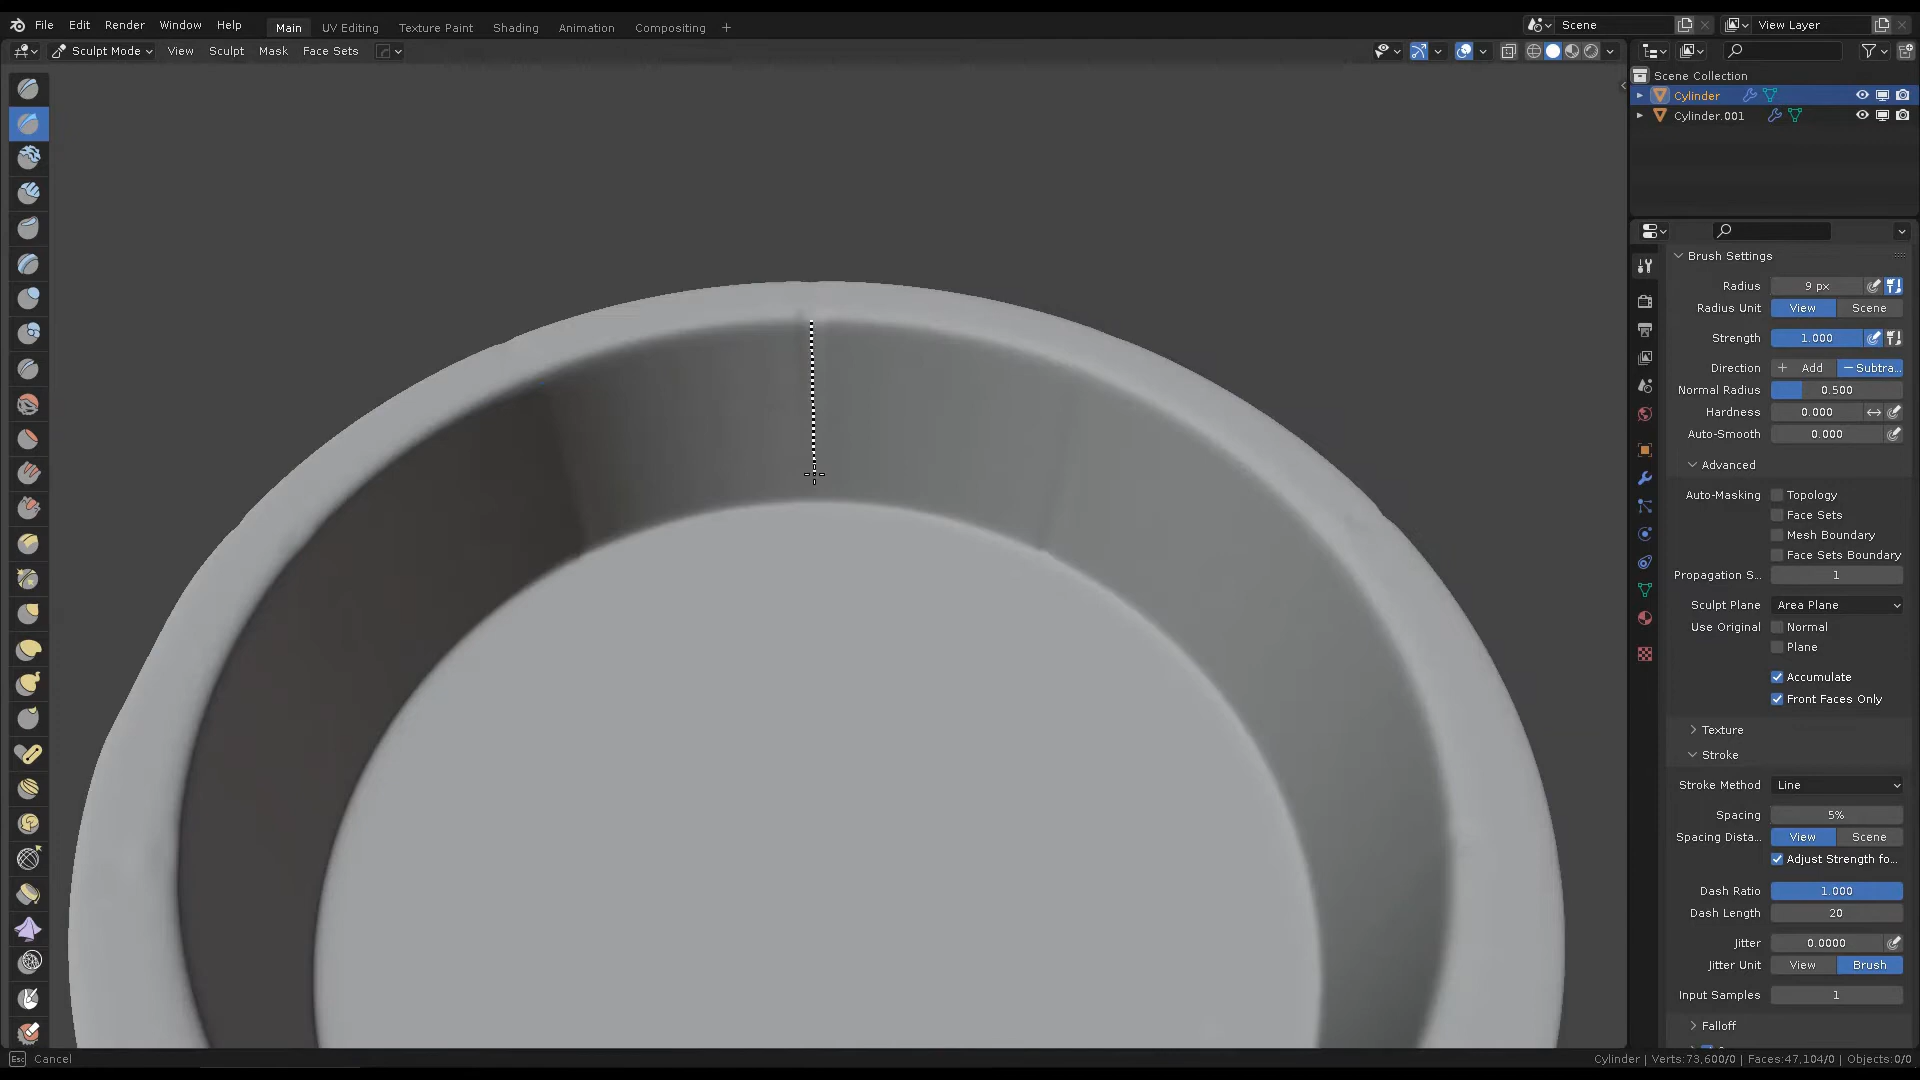 File Edit Render Window Help Main UV Editing Texture Paint Shading Animation Compositing + Scene View Layer
Sculpt Mode View Sculpt Mask Face Sets
Scene Collection
Cylinder
Cylinder.001
Brush Settings
Radius 9 px
Radius Unit View Scene
Strength 1.000
Direction + Add − Subtra...
Normal Radius 0.500
Hardness 0.000
Auto-Smooth 0.000
Advanced
Auto-Masking Topology
Face Sets
Mesh Boundary
Face Sets Boundary
Propagation S... 1
Sculpt Plane Area Plane
Use Original Normal
Plane
Accumulate
Front Faces Only
Texture
Stroke
Stroke Method Line
Spacing 5%
Spacing Dista... View Scene
Adjust Strength fo...
Dash Ratio 1.000
Dash Length 20
Jitter 0.0000
Jitter Unit View Brush
Input Samples 1
Falloff
Esc Cancel Cylinder | Verts:73,600/0 | Faces:47,104/0 | Objects:0/0